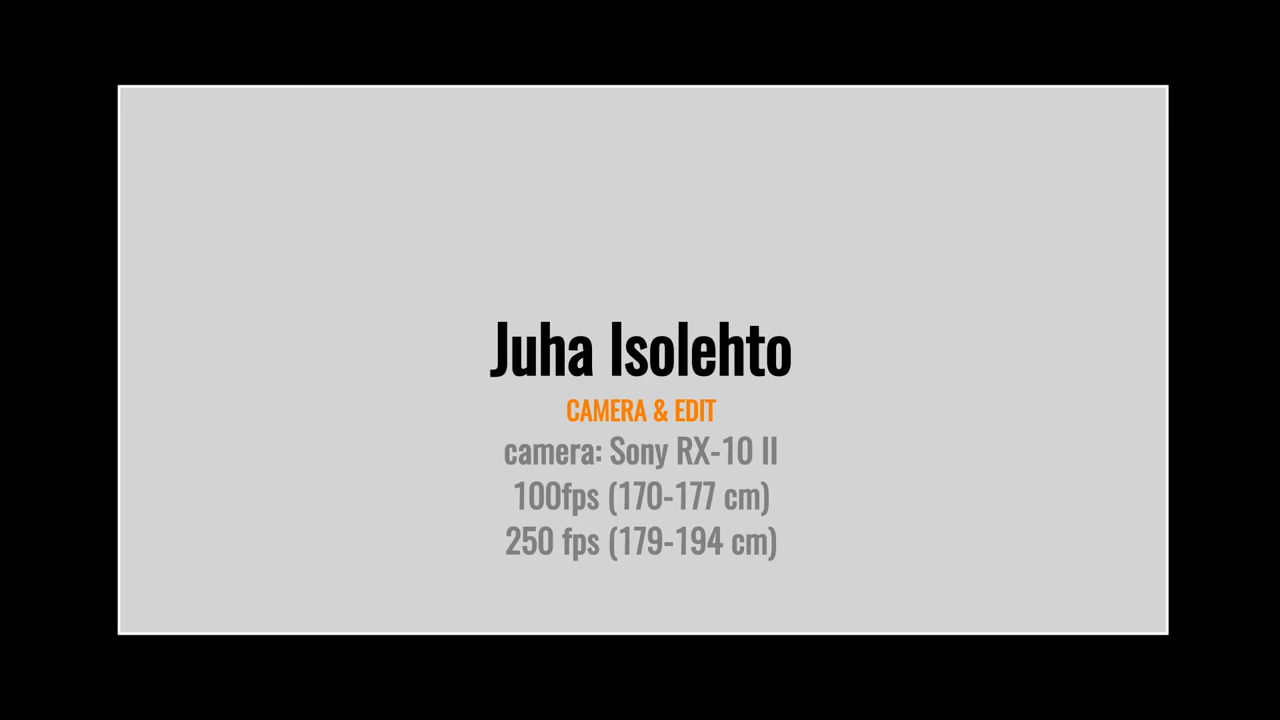 Juha Isolehto
CAMERA & EDIT
camera: Sony RX-10 II
100fps (170-177 cm)
250 fps (179-194 cm)